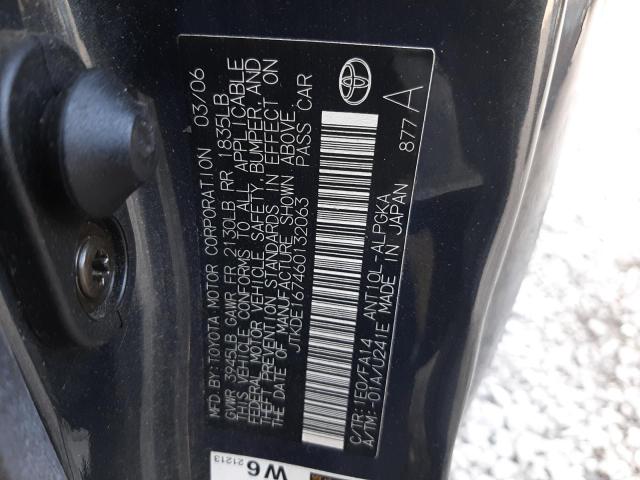 MFD. BY: TOYOTA MOTOR CORPORATION 03/06
GVWR 3945LB GAWR FR 2130LB RR 1835LB
THIS VEHICLE CONFORMS TO ALL APPLICABLE
FEDERAL MOTOR VEHICLE SAFETY, BUMPER, AND
THEFT PREVENTION STANDARDS IN EFFECT ON
THE DATE OF MANUFACTURE SHOWN ABOVE.
JTKDE167460132063 PASS CAR
C/TR: 1E0/FA14 ANT10L-ALPGKA
A/TM: -01A/U241E MADE IN JAPAN 877 A
W6
21213